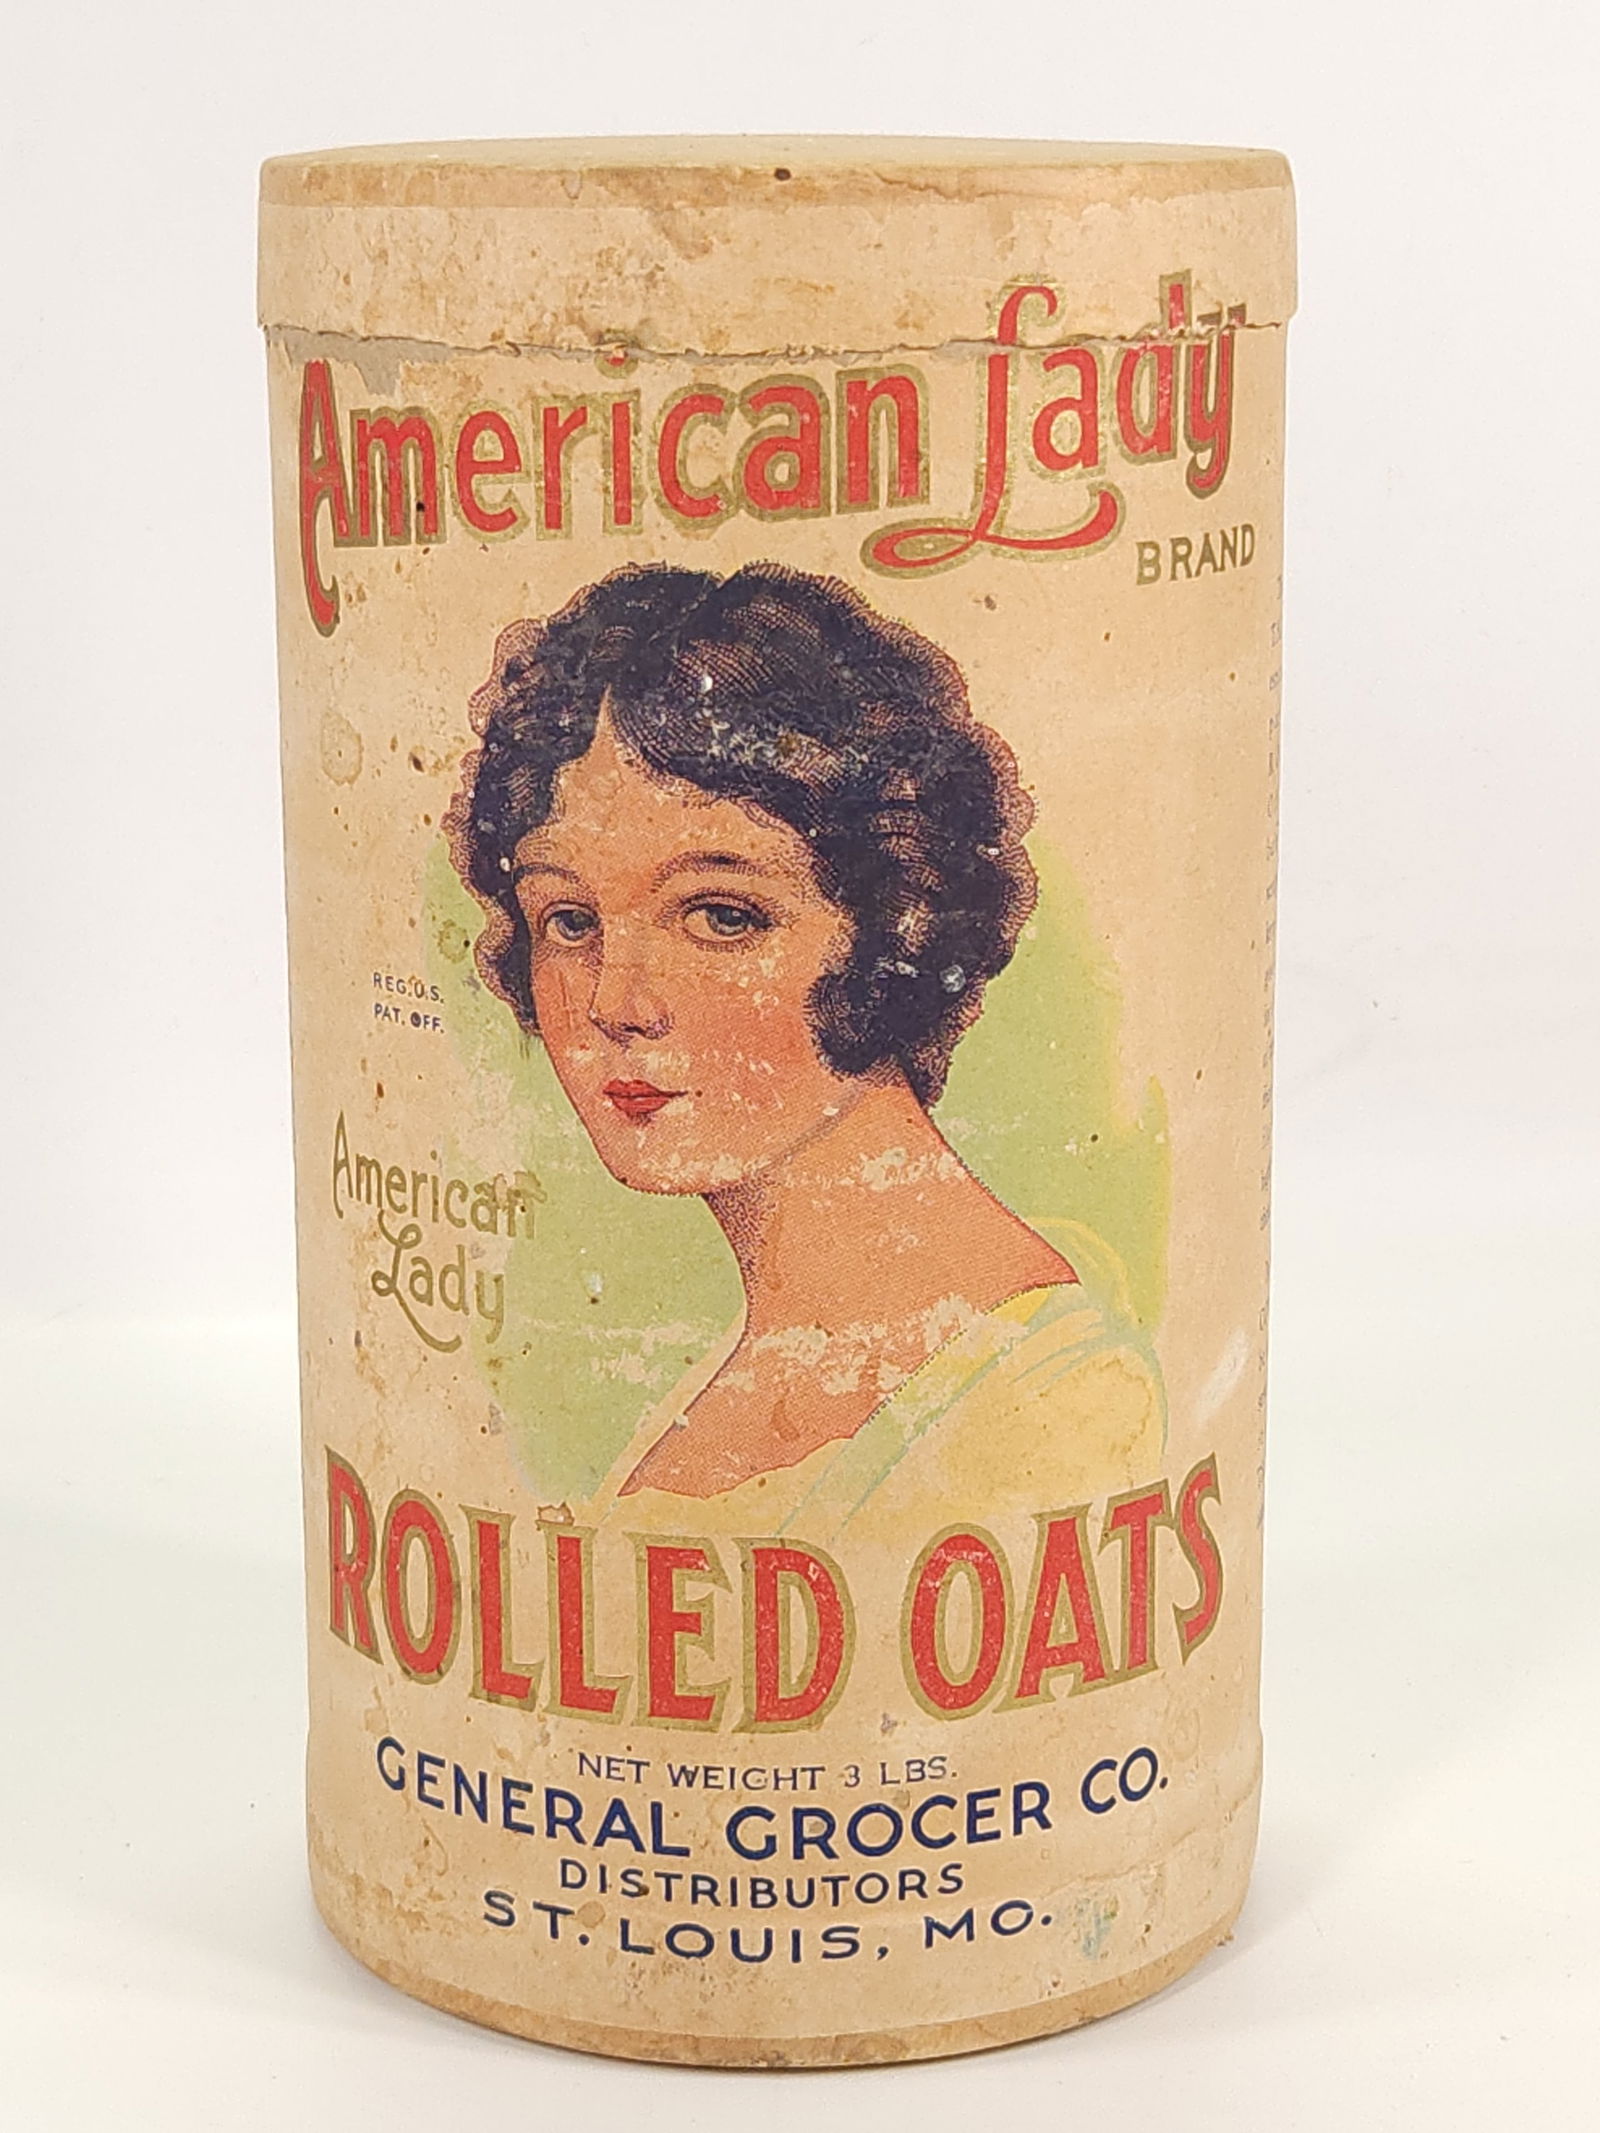 American Lady
BRAND
REG. U.S.
PAT. OFF.
American
Lady
ROLLED OATS
NET WEIGHT 3 LBS.
GENERAL GROCER CO.
DISTRIBUTORS
ST. LOUIS, MO.